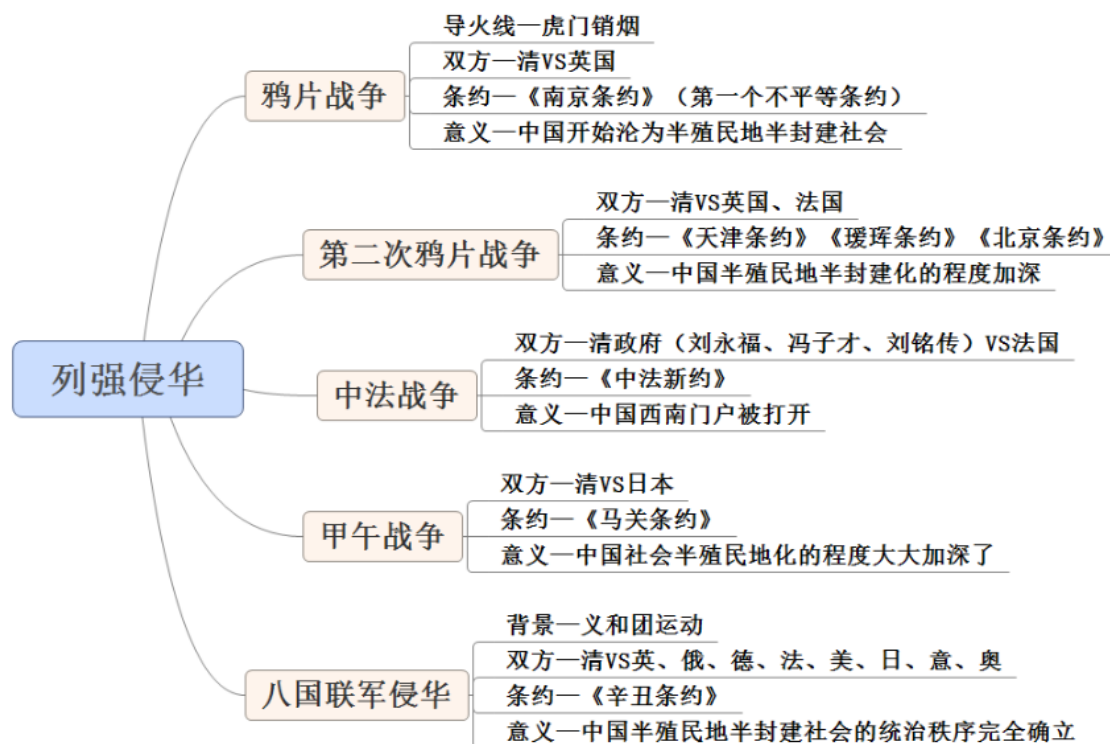 列强侵华
鸦片战争
导火线—虎门销烟
双方—清VS英国
条约—《南京条约》（第一个不平等条约）
意义—中国开始沦为半殖民地半封建社会
第二次鸦片战争
双方—清VS英国、法国
条约—《天津条约》《瑷珲条约》《北京条约》
意义—中国半殖民地半封建化的程度加深
中法战争
双方—清政府（刘永福、冯子才、刘铭传）VS法国
条约—《中法新约》
意义—中国西南门户被打开
甲午战争
双方—清VS日本
条约—《马关条约》
意义—中国社会半殖民地化的程度大大加深了
八国联军侵华
背景—义和团运动
双方—清VS英、俄、德、法、美、日、意、奥
条约—《辛丑条约》
意义—中国半殖民地半封建社会的统治秩序完全确立